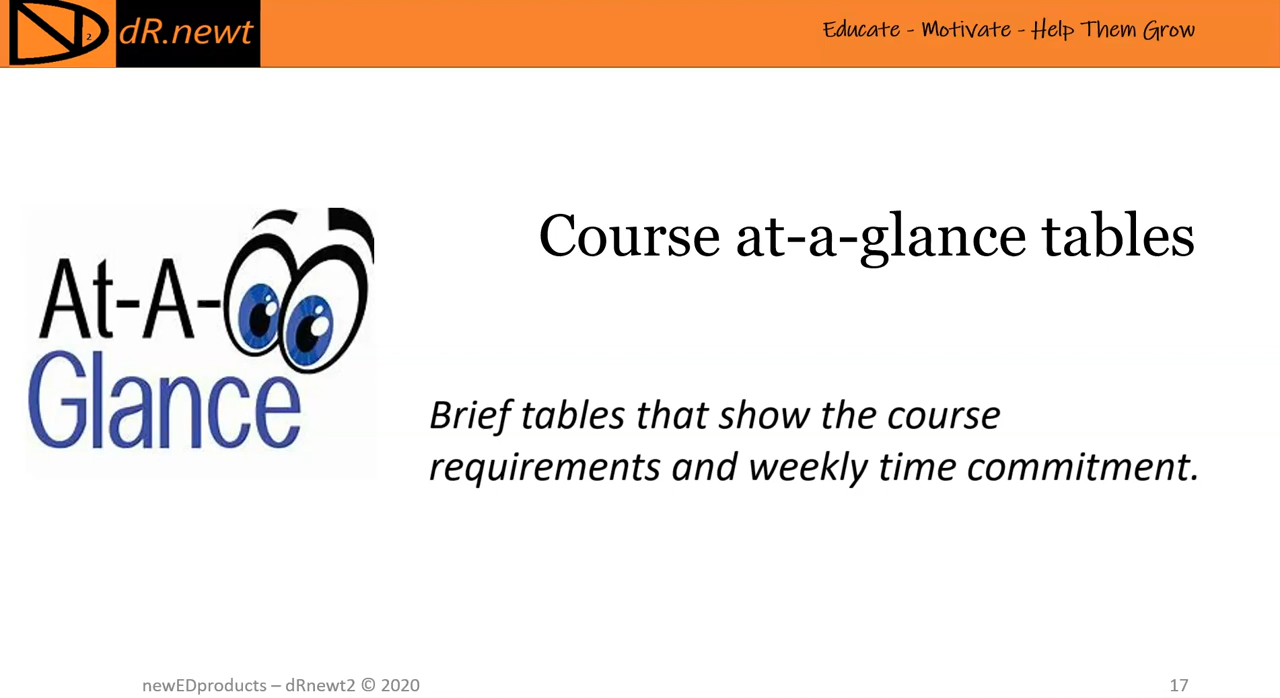 2 dR.newt
Educate - Motivate - Help Them Grow
At-A-
Glance
Course at-a-glance tables
Brief tables that show the course
requirements and weekly time commitment.
newEDproducts – dRnewt2 © 2020
17